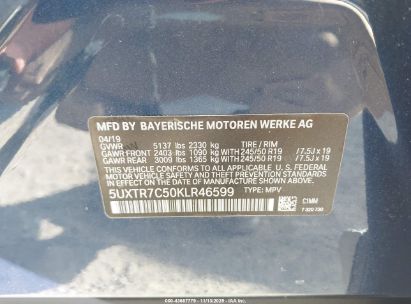 MFD BY BAYERISCHE MOTOREN WERKE AG
04/19
GVWR 5137 lbs 2330 kg TIRE / RIM
GAWR FRONT 2403 lbs 1090 kg XXX 245/50 R19 /7.5J x 19
GAWR REAR 3009 lbs 1365 kg XXX 245/50 R19 /7.5J x 19
THIS VEHICLE CONFORMS TO ALL APPLICABLE U.S. FEDERAL
MOTOR VEHICLE SAFETY AND THEFT PREVENTION STANDARDS
IN EFFECT ON THE DATE OF MANUFACTURE SHOWN ABOVE.
5UXTR7C50KLR46599 TYPE: MPV
C1MM